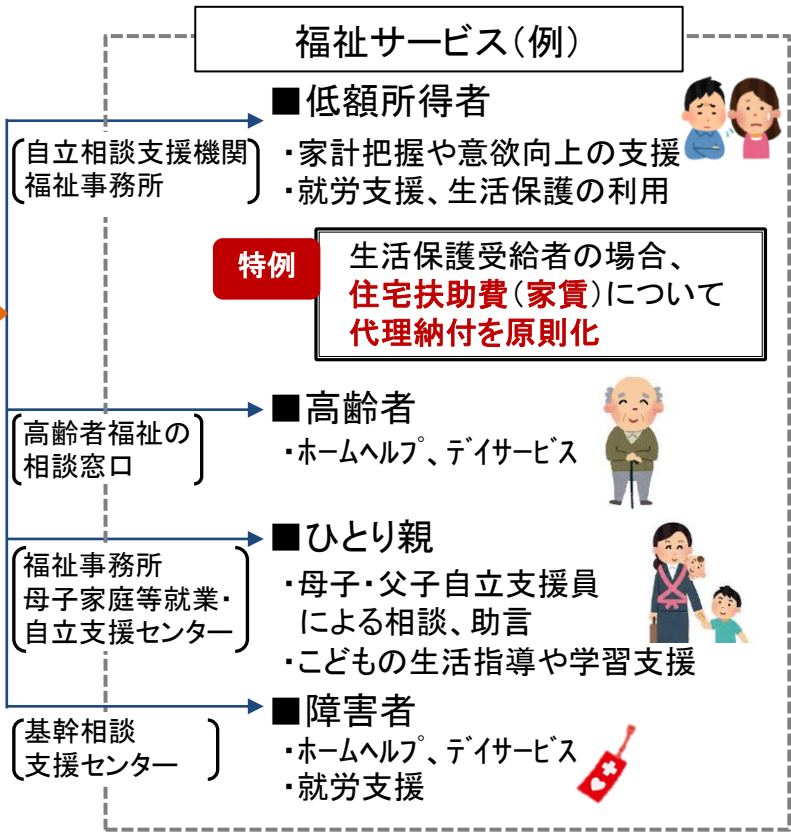 福祉サービス(例)
自立相談支援機関
福祉事務所
■低額所得者
・家計把握や意欲向上の支援
・就労支援、生活保護の利用
特例
生活保護受給者の場合、
住宅扶助費(家賃)について
代理納付を原則化
高齢者福祉の
相談窓口
■高齢者
・ホームヘルプ、デイサービス
福祉事務所
母子家庭等就業・
自立支援センター
■ひとり親
・母子・父子自立支援員
による相談、助言
・こどもの生活指導や学習支援
基幹相談
支援センター
■障害者
・ホームヘルプ、デイサービス
・就労支援